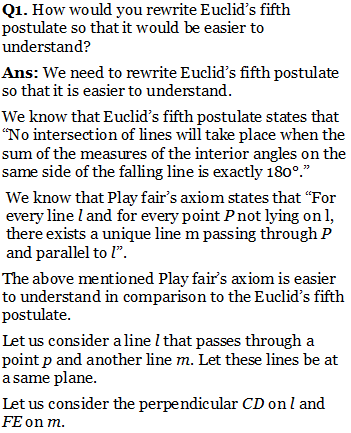 Q1. How would you rewrite Euclid's fifth
postulate so that it would be easier to
understand?
Ans: We need to rewrite Euclid's fifth postulate
so that it is easier to understand.
We know that Euclid's fifth postulate states that
“No intersection of lines will take place when the
sum of the measures of the interior angles on the
same side of the falling line is exactly 180°.”
We know that Play fair's axiom states that “For
every line l and for every point P not lying on l,
there exists a unique line m passing through P
and parallel to l”.
The above mentioned Play fair's axiom is easier
to understand in comparison to the Euclid's fifth
postulate.
Let us consider a line l that passes through a
point p and another line m. Let these lines be at
a same plane.
Let us consider the perpendicular CD on l and
FE on m.